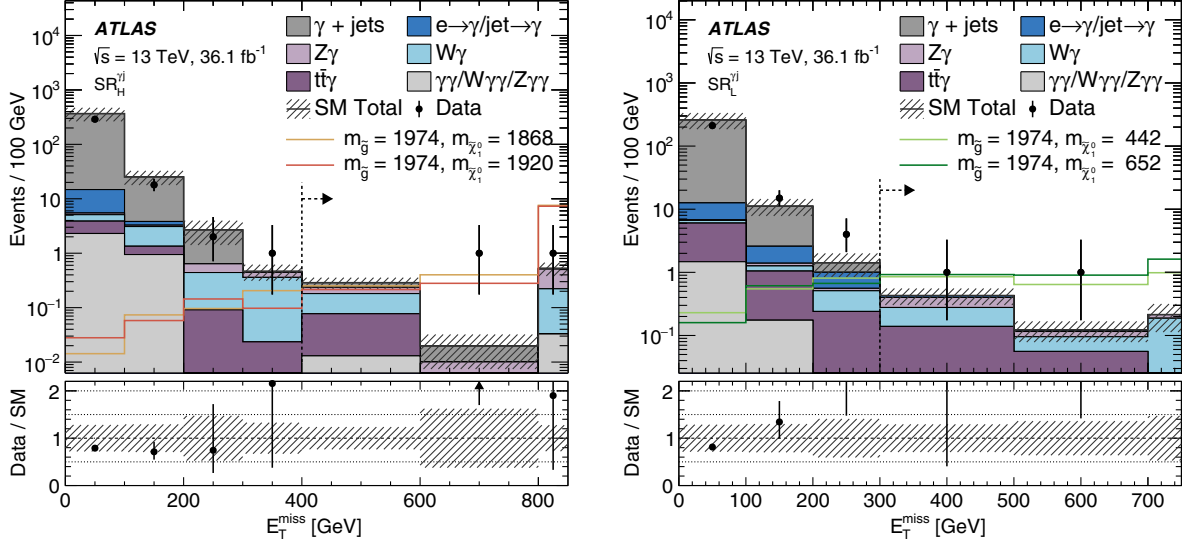 ATLAS
√s = 13 TeV, 36.1 fb⁻¹
SR_H^γj
γ + jets
e→γ/jet→γ
Zγ
Wγ
tt̄γ
γγ/Wγγ/Zγγ
SM Total
Data
m_g̃ = 1974, m_χ̃₁⁰ = 1868
m_g̃ = 1974, m_χ̃₁⁰ = 1920
Events / 100 GeV
10⁴
10³
10²
10
1
10⁻¹
10⁻²
Data / SM
2
1
0
0 200 400 600 800
E_T^miss [GeV]
ATLAS
√s = 13 TeV, 36.1 fb⁻¹
SR_L^γj
γ + jets
e→γ/jet→γ
Zγ
Wγ
tt̄γ
γγ/Wγγ/Zγγ
SM Total
Data
m_g̃ = 1974, m_χ̃₁⁰ = 442
m_g̃ = 1974, m_χ̃₁⁰ = 652
Events / 100 GeV
10⁴
10³
10²
10
1
10⁻¹
Data / SM
2
1
0
0 100 200 300 400 500 600 700
E_T^miss [GeV]